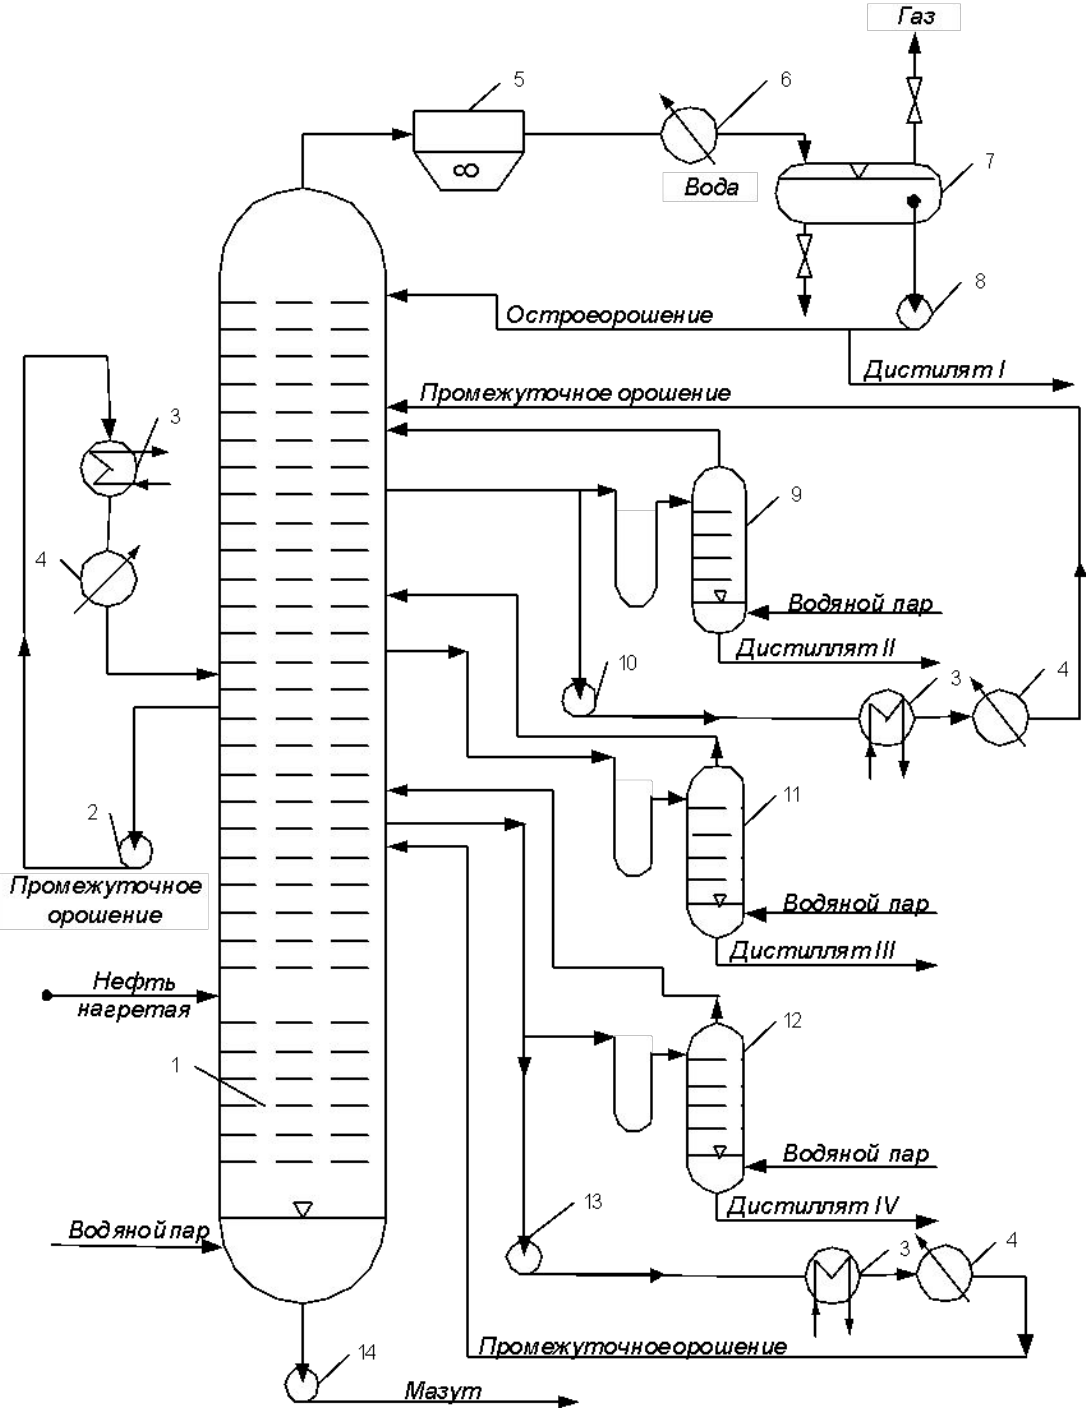 Газ
5
6
7
Вода
8
Остроеорошение
Дистилят I
Промежуточное орошение
3
9
4
Водяной пар
Дистиллят II
10
3
4
2
11
Промежуточное
орошение
Водяной пар
Дистиллят III
Нефть
нагретая
12
1
Водяной пар
Дистиллят IV
13
Водяной пар
3
4
Промежуточноеорошение
14
Мазут